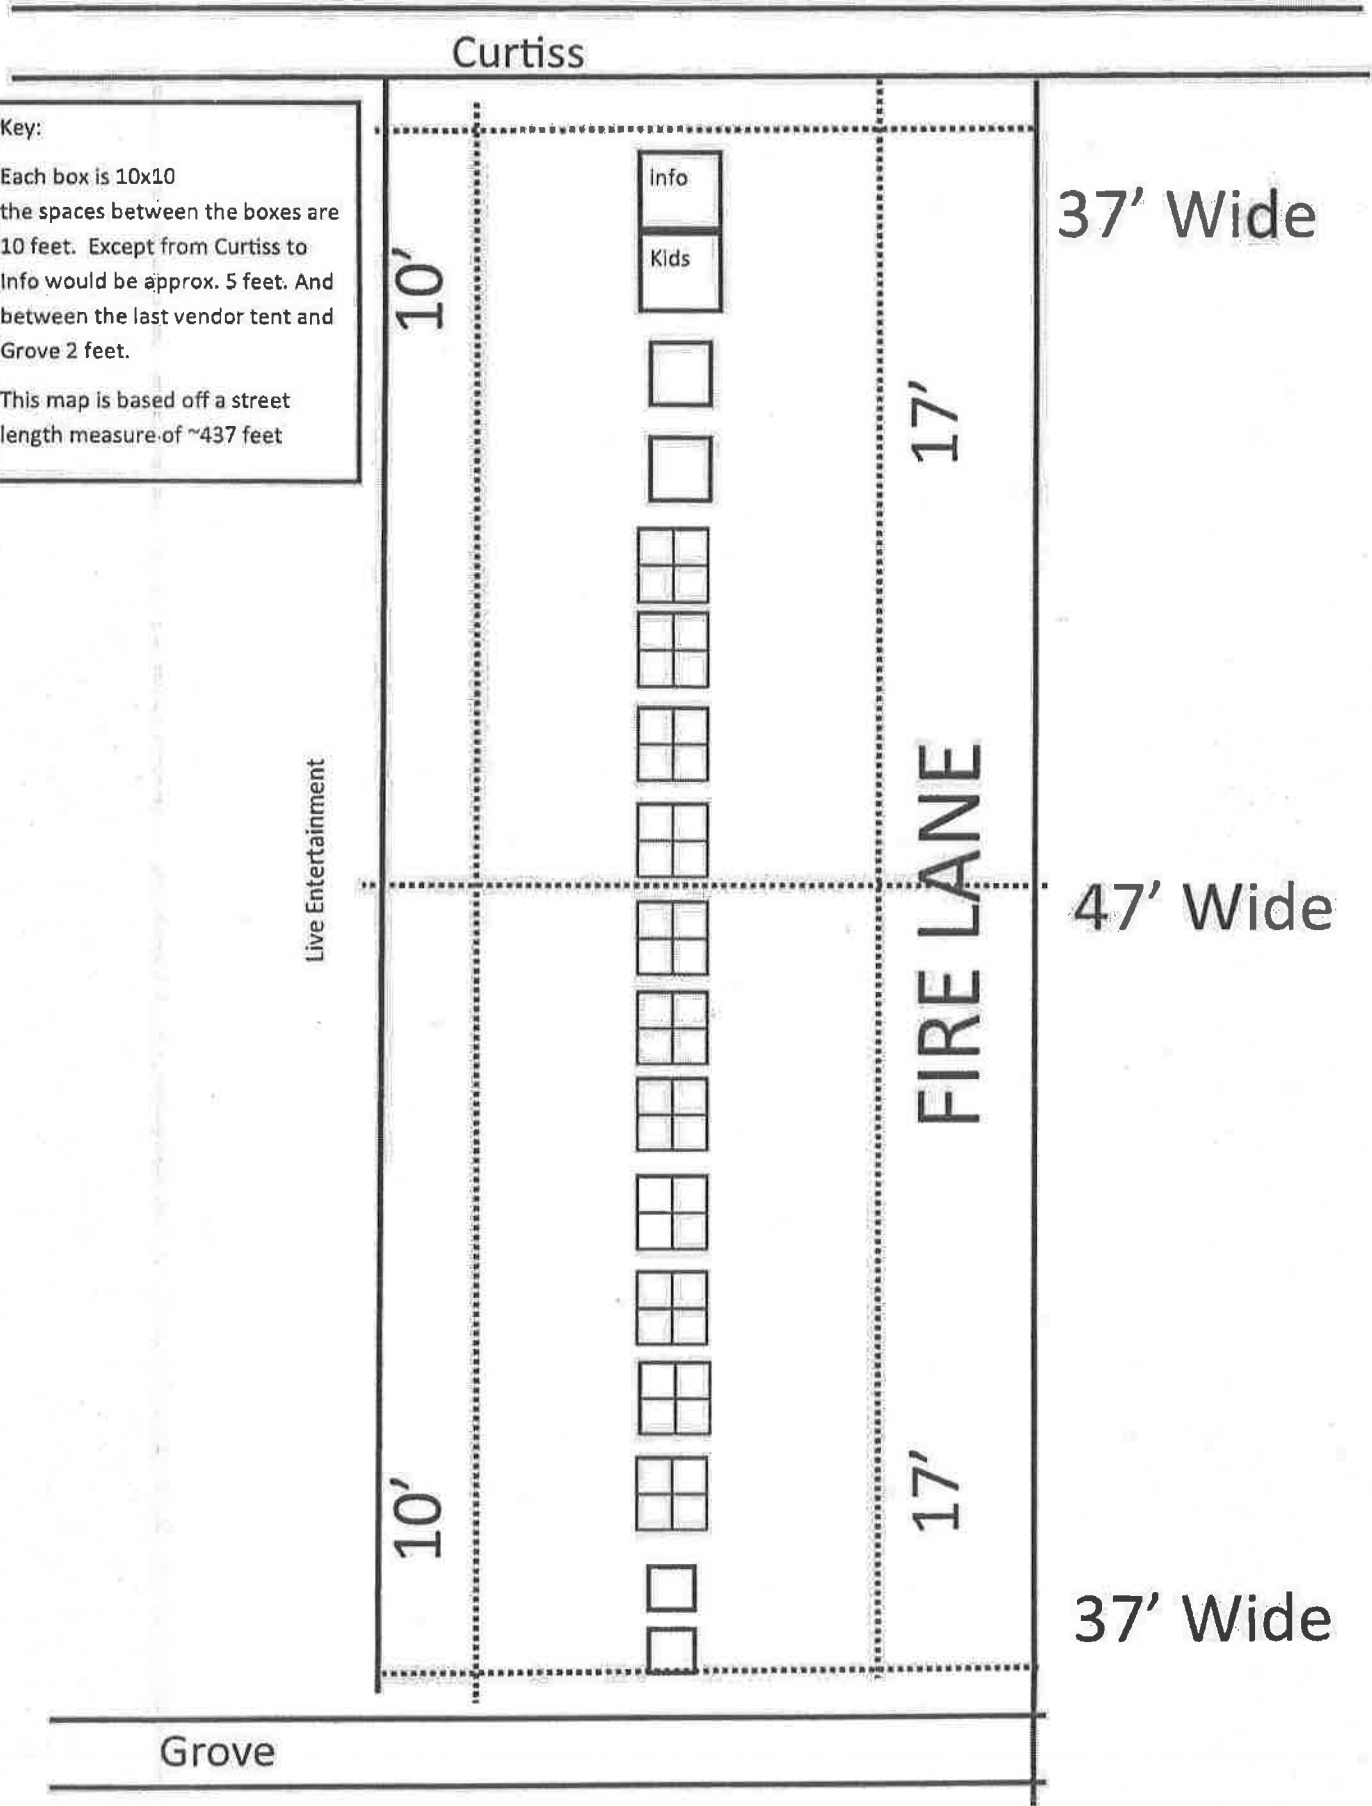 Curtiss
Key:
Each box is 10x10
the spaces between the boxes are
10 feet. Except from Curtiss to
Info would be approx. 5 feet. And
between the last vendor tent and
Grove 2 feet.
This map is based off a street
length measure of ~437 feet
Info
Kids
10'
37' Wide
17'
Live Entertainment
FIRE LANE
47' Wide
10'
17'
37' Wide
Grove